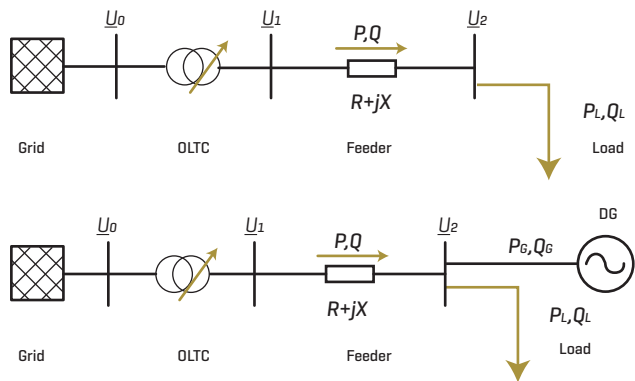 U0 U1 P,Q U2
R+jX
PL,QL
Grid OLTC Feeder Load
DG
U0 U1 P,Q U2
PG,QG
R+jX
PL,QL
Grid OLTC Feeder Load